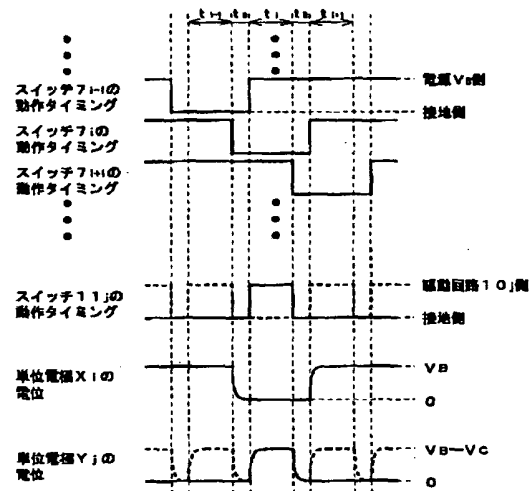 t i-1 t B t i t B t i+1
スイッチ7i-1の
動作タイミング
電源VB側
接地側
スイッチ7iの
動作タイミング
スイッチ7i+1の
動作タイミング
スイッチ11jの
動作タイミング
駆動回路10j側
接地側
単位電極Xiの
電位
VB
0
単位電極Yjの
電位
VB-VC
0